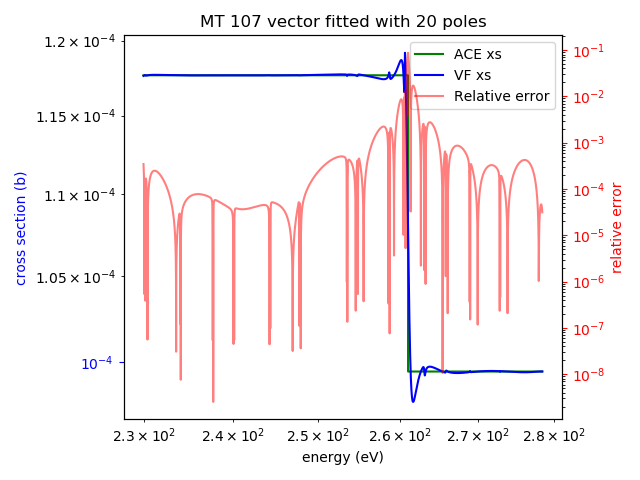 MT 107 vector fitted with 20 poles
ACE xs
VF xs
Relative error
1.2 × 10⁻⁴
1.15 × 10⁻⁴
1.1 × 10⁻⁴
1.05 × 10⁻⁴
10⁻⁴
cross section (b)
10⁻¹
10⁻²
10⁻³
10⁻⁴
10⁻⁵
10⁻⁶
10⁻⁷
10⁻⁸
relative error
2.3 × 10² 2.4 × 10² 2.5 × 10² 2.6 × 10² 2.7 × 10² 2.8 × 10²
energy (eV)